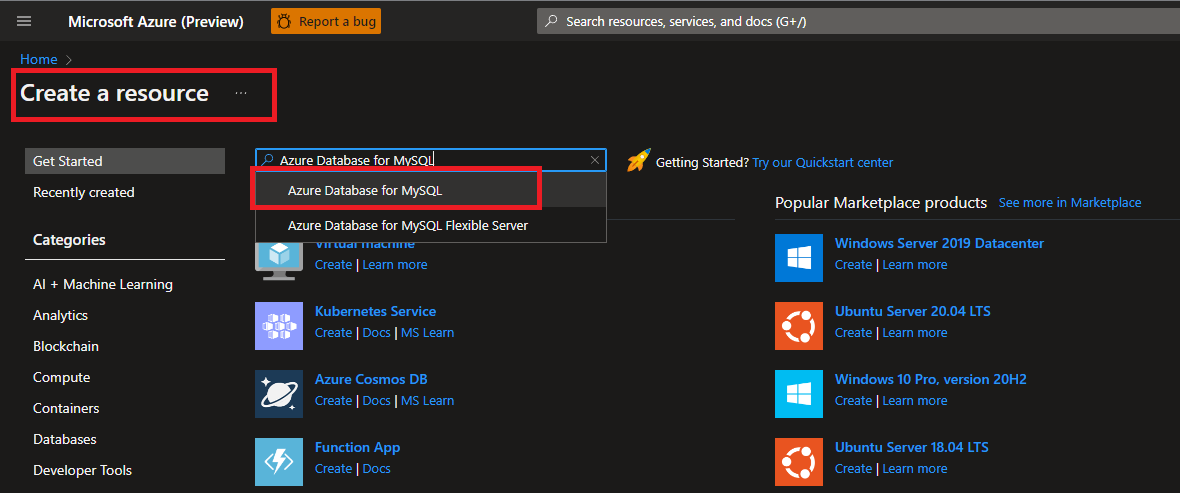 Microsoft Azure (Preview) Report a bug Search resources, services, and docs (G+/)
Home >
Create a resource ...
Get Started
Recently created
Categories
AI + Machine Learning
Analytics
Blockchain
Compute
Containers
Databases
Developer Tools
Azure Database for MySQL
Azure Database for MySQL
Azure Database for MySQL Flexible Server
Getting Started? Try our Quickstart center
Virtual machine
Create | Learn more
Kubernetes Service
Create | Docs | MS Learn
Azure Cosmos DB
Create | Docs | MS Learn
Function App
Create | Docs
Popular Marketplace products See more in Marketplace
Windows Server 2019 Datacenter
Create | Learn more
Ubuntu Server 20.04 LTS
Create | Learn more
Windows 10 Pro, version 20H2
Create | Learn more
Ubuntu Server 18.04 LTS
Create | Learn more